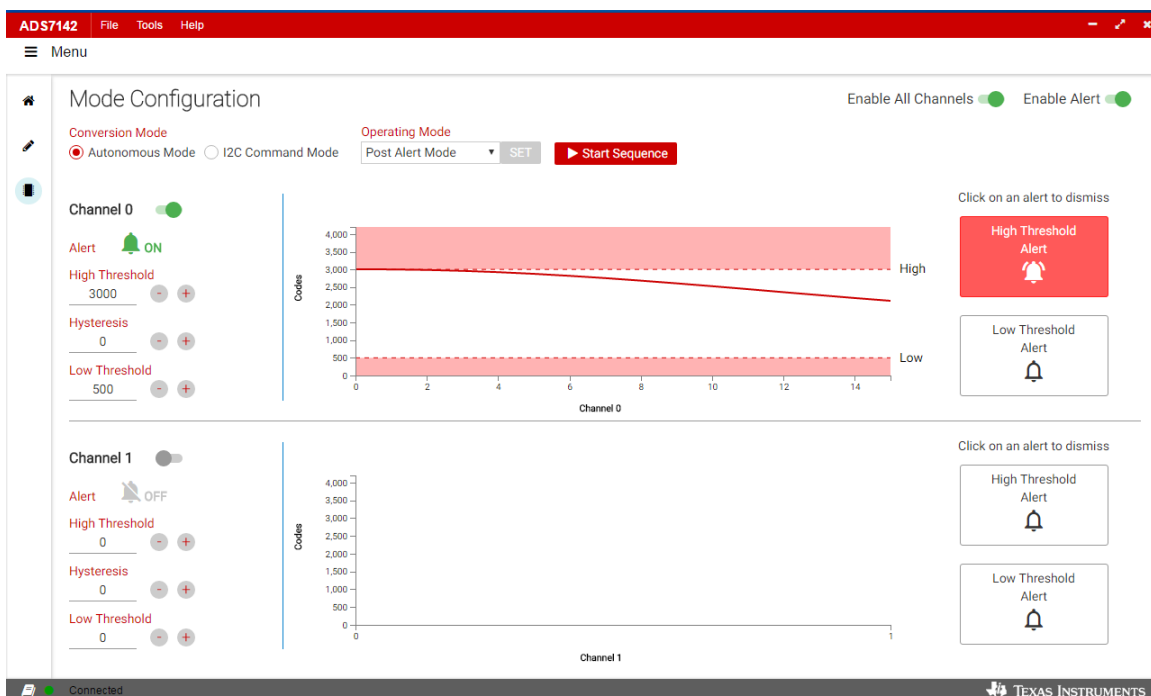 ADS7142 File Tools Help
Menu
Mode Configuration
Enable All Channels
Enable Alert
Conversion Mode
Autonomous Mode
I2C Command Mode
Operating Mode
Post Alert Mode
SET
Start Sequence
Channel 0
Alert
ON
High Threshold
3000
- +
Hysteresis
0
- +
Low Threshold
500
- +
Codes
4,000
3,500
3,000
2,500
2,000
1,500
1,000
500
0
0 2 4 6 8 10 12 14
Channel 0
High
Low
Click on an alert to dismiss
High Threshold
Alert
Low Threshold
Alert
Channel 1
Alert
OFF
High Threshold
0
- +
Hysteresis
0
- +
Low Threshold
0
- +
Codes
4,000
3,500
3,000
2,500
2,000
1,500
1,000
500
0
0 1
Channel 1
Click on an alert to dismiss
High Threshold
Alert
Low Threshold
Alert
Connected
TEXAS INSTRUMENTS